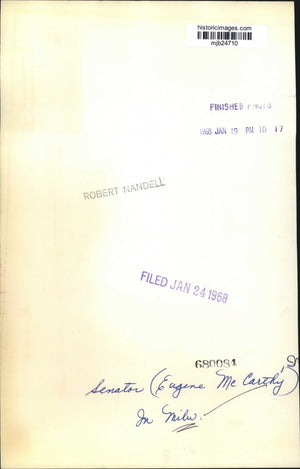 historicimages.com
mjb24710
FINISHED PHOTO
1968 JAN 19 PM 10 17
ROBERT NANDELL
FILED JAN 24 1968
680084
Senator (Eugene McCarthy)
In Milw.